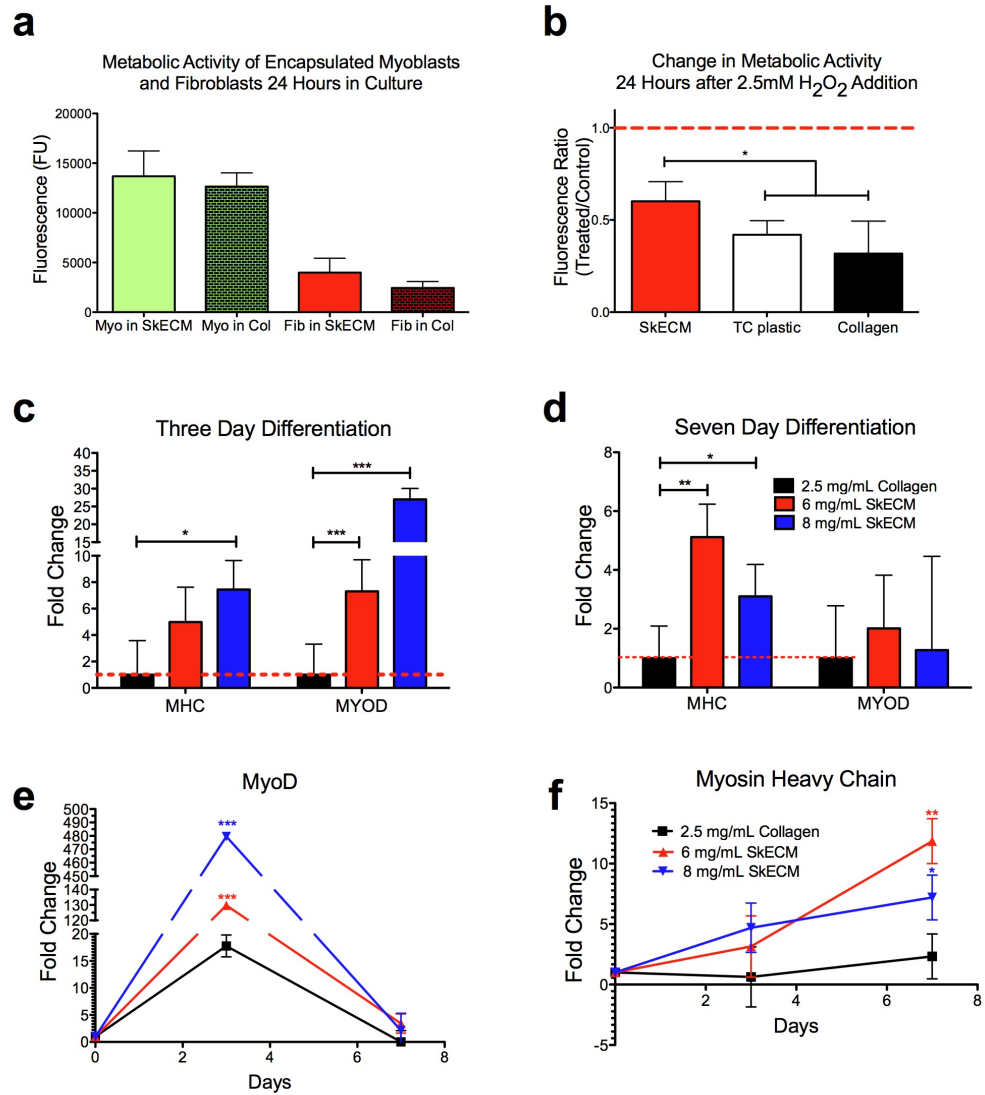 a
Metabolic Activity of Encapsulated Myoblasts
and Fibroblasts 24 Hours in Culture
Fluorescence (FU)
20000
15000
10000
5000
0
Myo in SkECM
Myo in Col
Fib in SkECM
Fib in Col
b
Change in Metabolic Activity
24 Hours after 2.5mM H2O2 Addition
Fluorescence Ratio
(Treated/Control)
1.0
0.5
0.0
*
SkECM
TC plastic
Collagen
c
Three Day Differentiation
Fold Change
40
35
30
25
20
15
10
8
6
4
2
0
*
***
***
MHC
MYOD
d
Seven Day Differentiation
Fold Change
8
6
4
2
0
*
**
2.5 mg/mL Collagen
6 mg/mL SkECM
8 mg/mL SkECM
MHC
MYOD
e
MyoD
Fold Change
500
490
480
470
460
450
140
130
120
20
15
10
5
0
***
***
0
2
4
6
8
Days
f
Myosin Heavy Chain
Fold Change
15
10
5
0
-5
2.5 mg/mL Collagen
6 mg/mL SkECM
8 mg/mL SkECM
**
*
2
4
6
8
Days